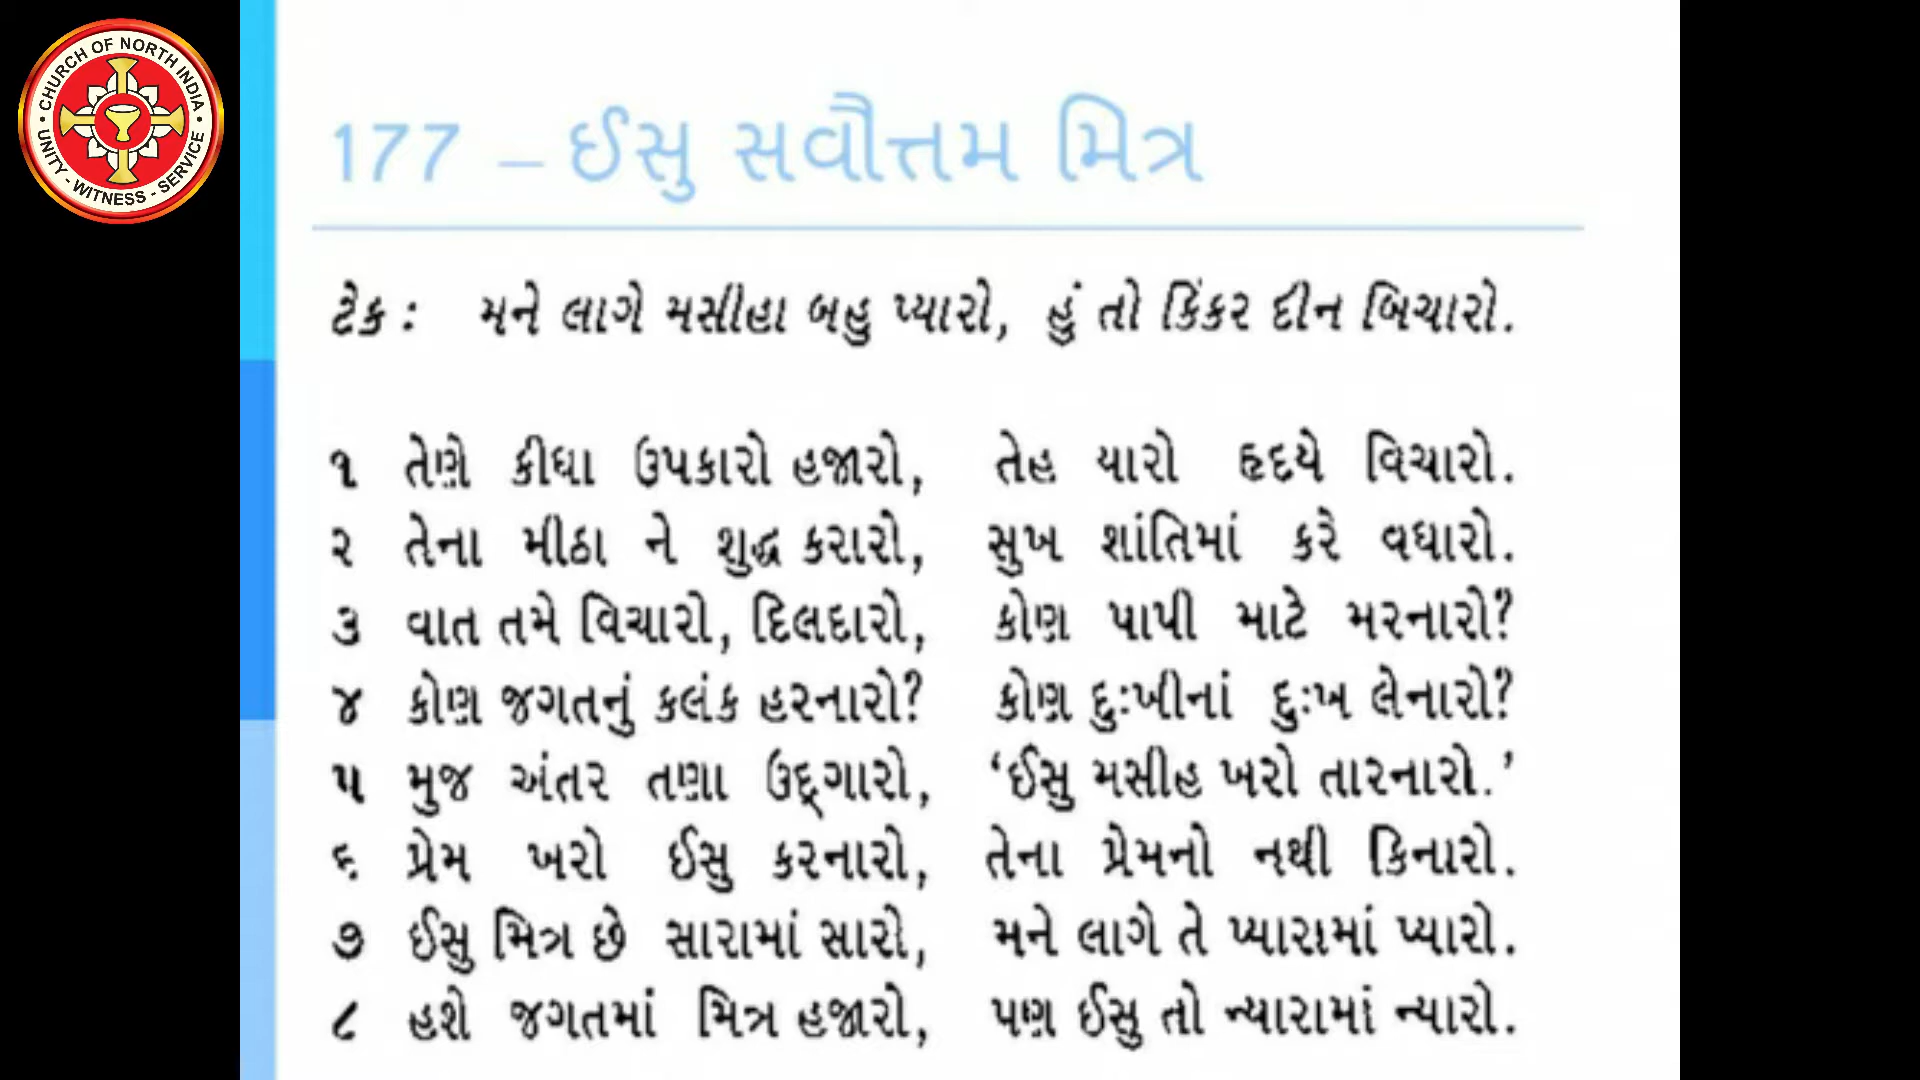 CHURCH OF NORTH INDIA
UNITY - WITNESS - SERVICE
177 – ઈસુ સર્વૌત્તમ મિત્ર
ટેક : મને લાગે મસીહા બહુ પ્યારો, હું તો કિંકર દીન બિચારો.
૧ તેણે કીધા ઉપકારો હજારો, તેહ યારો હૃદયે વિચારો.
૨ તેના મીઠા ને શુદ્ધ કરારો, સુખ શાંતિમાં કરે વધારો.
૩ વાત તમે વિચારો, દિલદારો, કોણ પાપી માટે મરનારો?
૪ કોણ જગતનું કલંક હરનારો? કોણ દુઃખીનાં દુઃખ લેનારો?
૫ મુજ અંતર તણા ઉદ્ગારો, ‘ઈસુ મસીહ ખરો તારનારો.’
૬ પ્રેમ ખરો ઈસુ કરનારો, તેના પ્રેમનો નથી કિનારો.
૭ ઈસુ મિત્ર છે સારામાં સારો, મને લાગે તે પ્યારામાં પ્યારો.
૮ હશે જગતમાં મિત્ર હજારો, પણ ઈસુ તો ન્યારામાં ન્યારો.